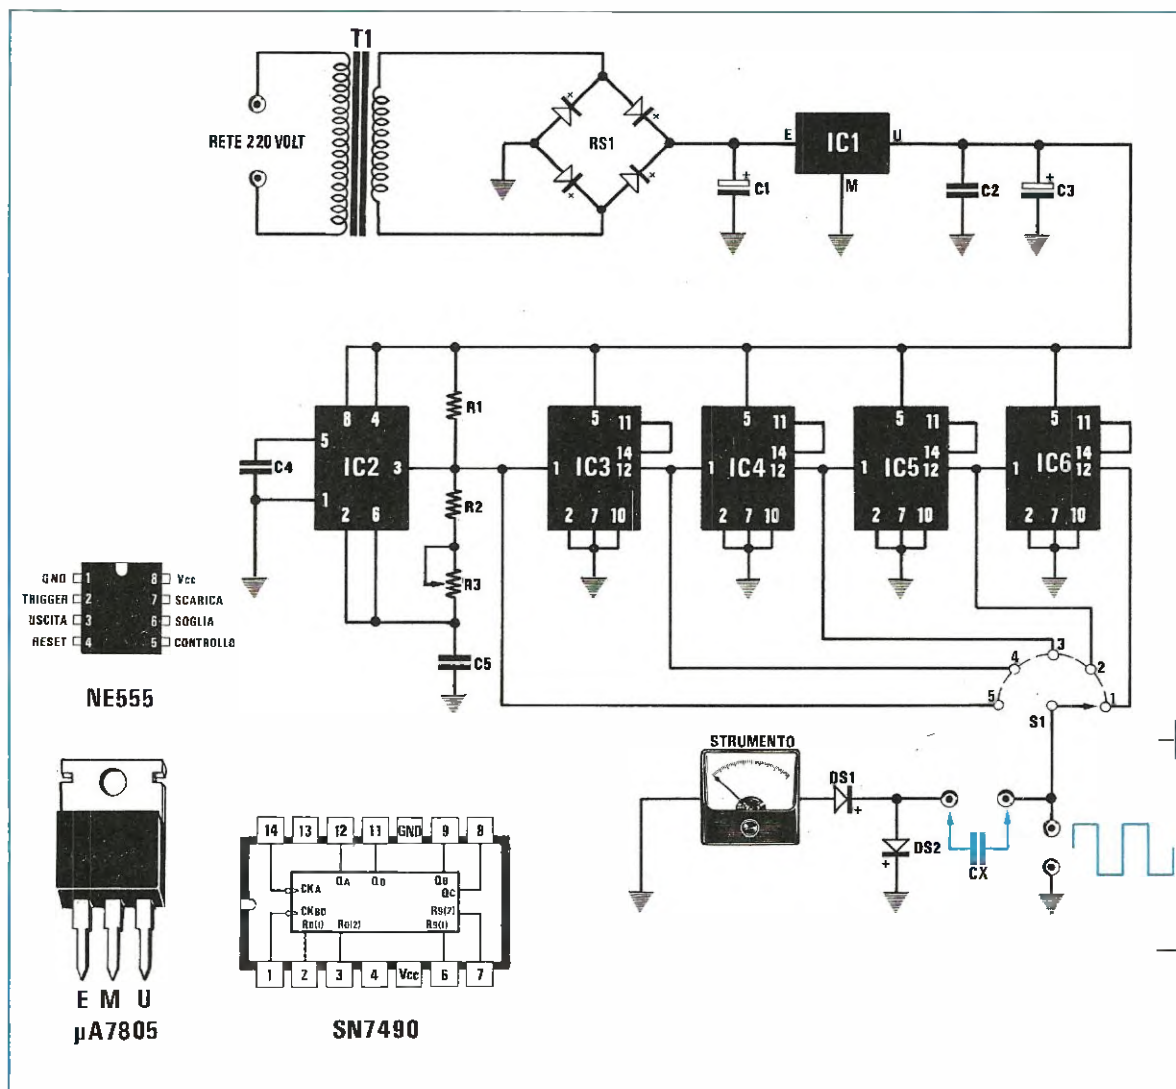 T1
RETE 220 VOLT
RS1
E IC1 U
M
C1
C2
C3
8 4
5
IC2 3
1
2 6
C4
R1
R2
R3
C5
5
11
14
1 IC3 12
2 7 10
5
11
14
1 IC4 12
2 7 10
5
11
14
1 IC5 12
2 7 10
5
11
14
1 IC6 12
2 7 10
5
4
3
2
1
S1
GND 1 8 Vcc
TRIGGER 2 7 SCARICA
USCITA 3 6 SOGLIA
RESET 4 5 CONTROLLO
NE555
STRUMENTO
DS1
+
DS2
+
CX
14 13 12 11 GND 9 8
QA QD QB
QC
CKA
CKBD
R0(1) R0(2) R9(1) R9(2)
1 2 3 4 Vcc 6 7
SN7490
E M U
µA7805